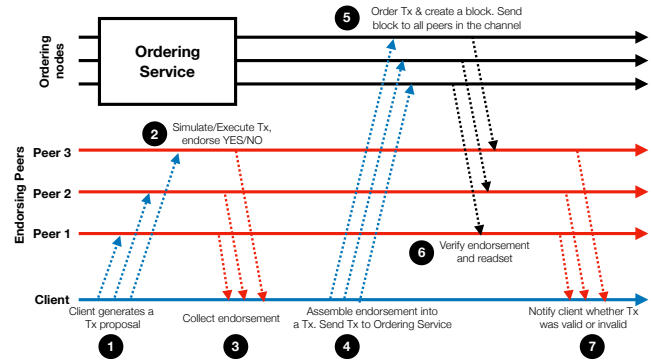 5
Order Tx & create a block. Send
block to all peers in the channel
Ordering
nodes
Ordering
Service
2
Simulate/Execute Tx,
endorse YES/NO
Endorsing Peers
Peer 3
Peer 2
Peer 1
6
Verify endorsement
and readset
Client
Client generates a
Tx proposal
1
Collect endorsement
3
Assemble endorsement into
a Tx. Send Tx to Ordering Service
4
Notify client whether Tx
was valid or invalid
7